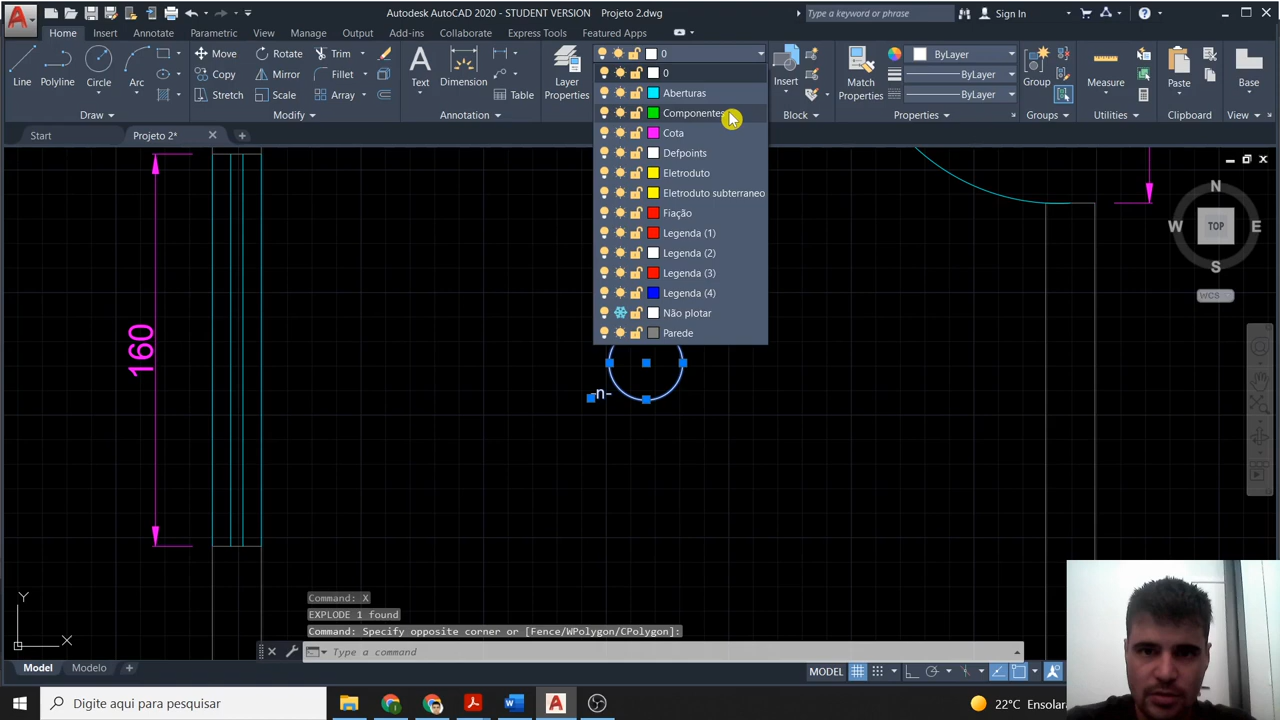 Autodesk AutoCAD 2020 - STUDENT VERSION Projeto 2.dwg
Type a keyword or phrase
Sign In
Home
Insert
Annotate
Parametric
View
Manage
Output
Add-ins
Collaborate
Express Tools
Featured Apps
Line
Polyline
Circle
Arc
Move
Rotate
Trim
Copy
Mirror
Fillet
Stretch
Scale
Array
Text
Dimension
Table
Layer
Properties
0
Insert
Match
Properties
ByLayer
ByLayer
ByLayer
Group
Measure
Paste
Base
Draw
Modify
Annotation
Block
Properties
Groups
Utilities
Clipboard
View
0
Aberturas
Componentes
Cota
Defpoints
Eletroduto
Eletroduto subterraneo
Fiação
Legenda (1)
Legenda (2)
Legenda (3)
Legenda (4)
Não plotar
Parede
Start
Projeto 2*
N
W
TOP
E
S
WCS
160
-n-
Y
X
Command: X
EXPLODE 1 found
Command: Specify opposite corner or [Fence/WPolygon/CPolygon]:
Type a command
Model
Modelo
MODEL
Digite aqui para pesquisar
22°C Ensolar